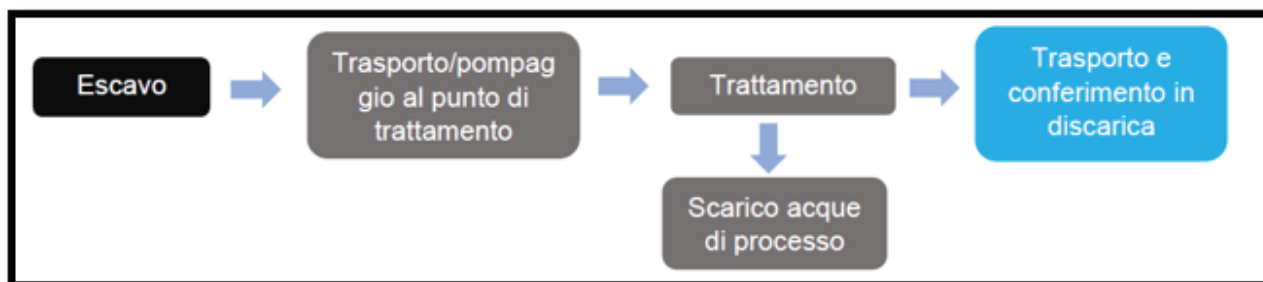 Escavo
Trasporto/pompag
gio al punto di
trattamento
Trattamento
Trasporto e
conferimento in
discarica
Scarico acque
di processo